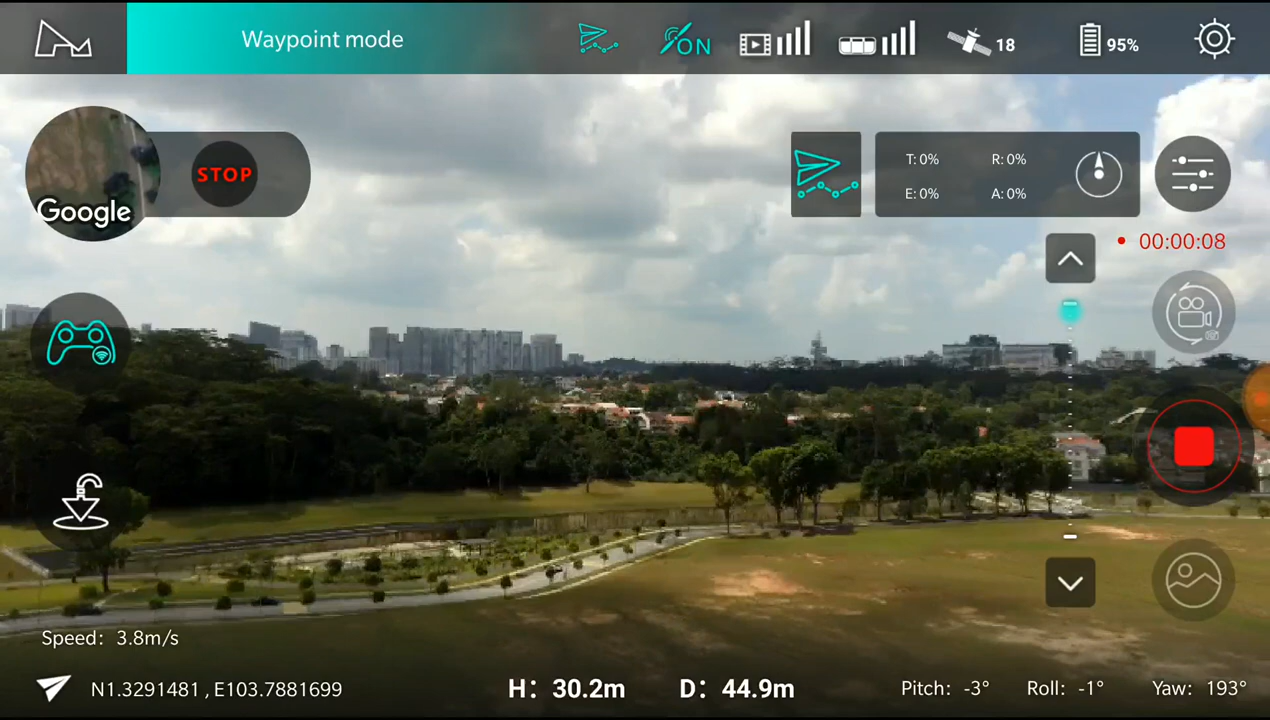 Waypoint mode
ON
18
95%
Google
STOP
T: 0%
R: 0%
E: 0%
A: 0%
00:00:08
Speed: 3.8m/s
N1.3291481 , E103.7881699
H: 30.2m
D: 44.9m
Pitch: -3°
Roll: -1°
Yaw: 193°